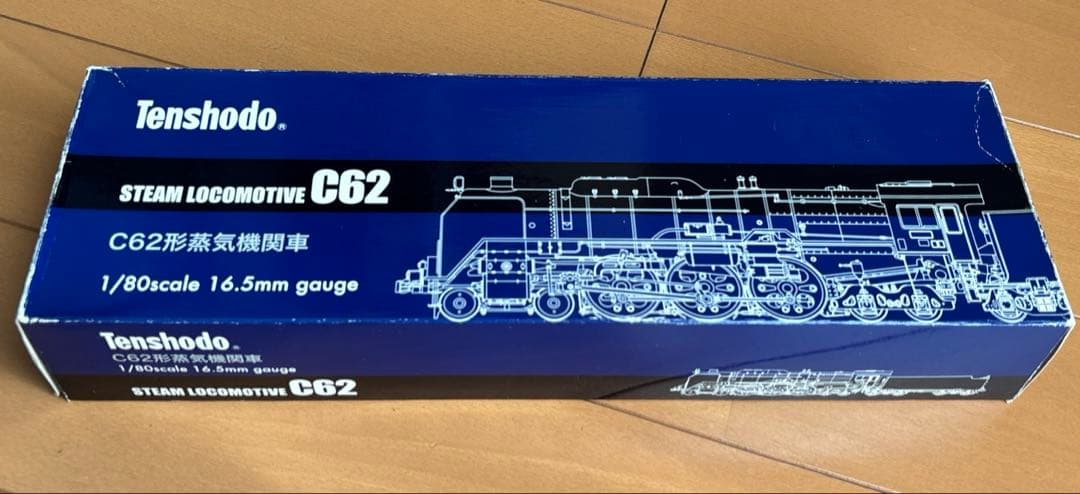 Tenshodo®
STEAM LOCOMOTIVE C62
C62形蒸気機関車
1/80scale 16.5mm gauge
Tenshodo®
C62形蒸気機関車
1/80scale 16.5mm gauge
STEAM LOCOMOTIVE C62